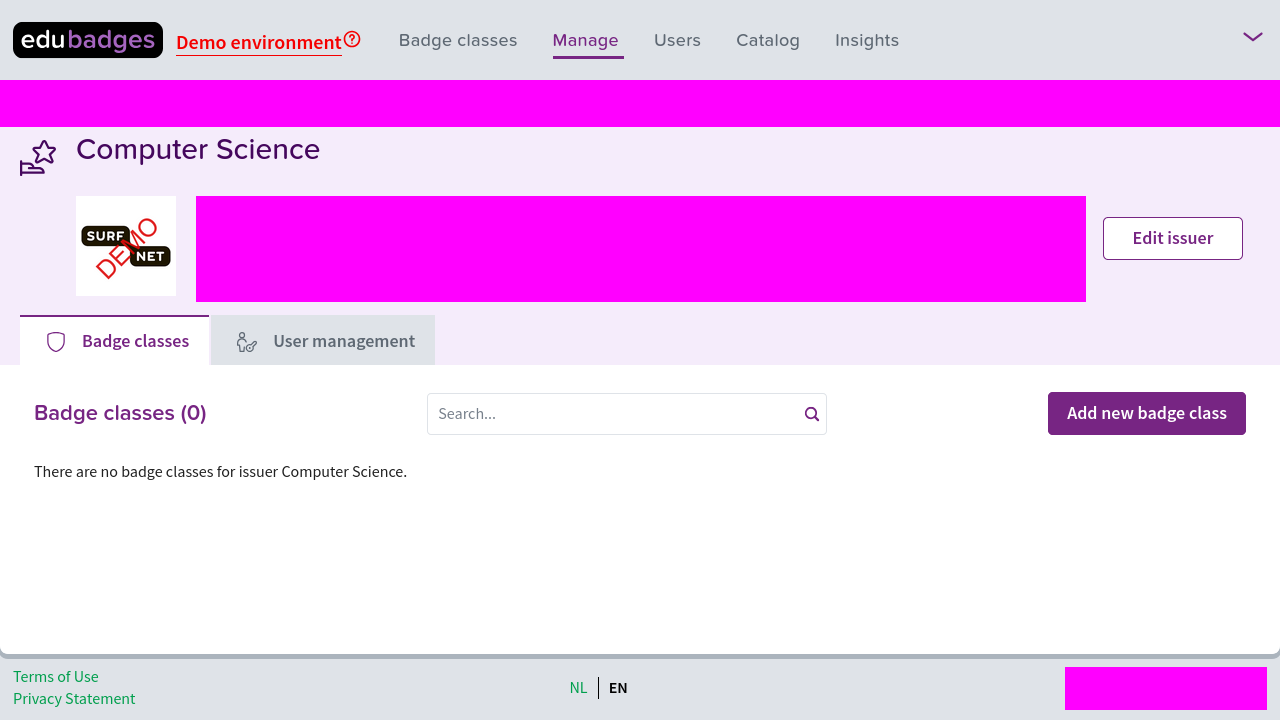 edubadges
Demo environment
Badge classes
Manage
Users
Catalog
Insights
Computer Science
SURF
NET
DEMO
Edit issuer
Badge classes
User management
Badge classes (0)
Search...
Add new badge class
There are no badge classes for issuer Computer Science.
Terms of Use
Privacy Statement
NL
EN